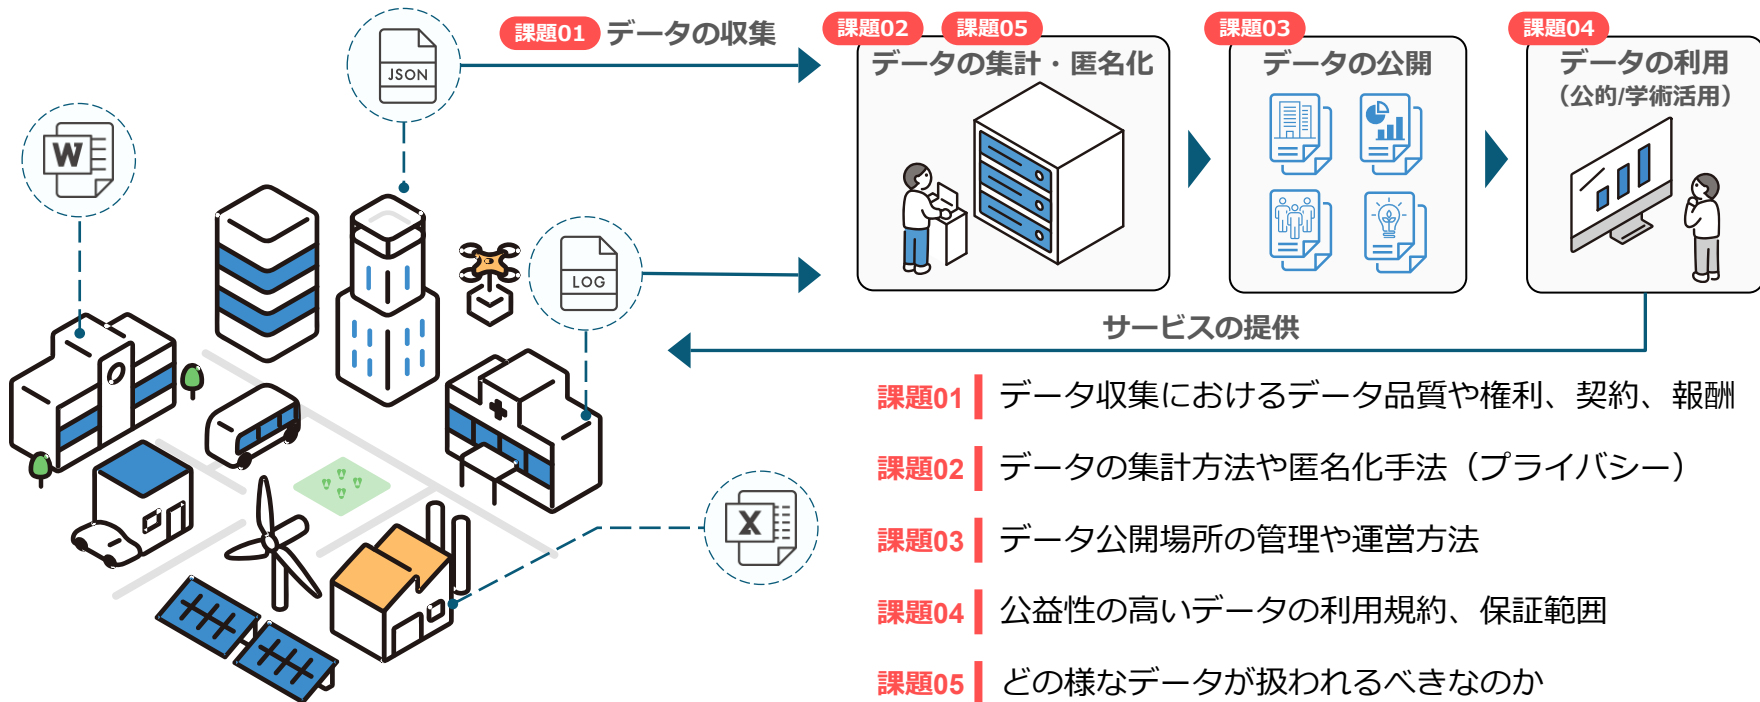 課題01 データの収集
課題02 課題05
データの集計・匿名化
課題03
データの公開
課題04
データの利用
（公的/学術活用）
JSON
W
LOG
X
サービスの提供
課題01 データ収集におけるデータ品質や権利、契約、報酬
課題02 データの集計方法や匿名化手法（プライバシー）
課題03 データ公開場所の管理や運営方法
課題04 公益性の高いデータの利用規約、保証範囲
課題05 どの様なデータが扱われるべきなのか